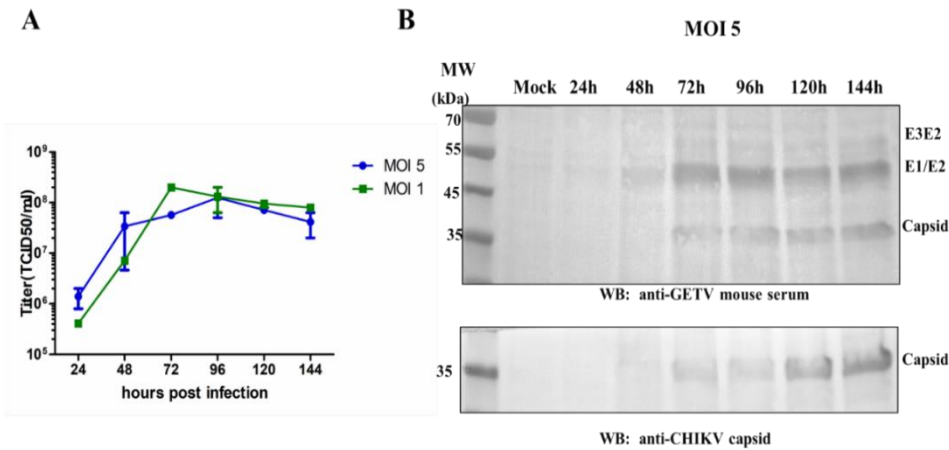 A
Titer(TCID50/ml)
10⁹
10⁸
10⁷
10⁶
10⁵
24 48 72 96 120 144
hours post infection
MOI 5
MOI 1
B
MOI 5
MW
(kDa)
Mock 24h 48h 72h 96h 120h 144h
70
55
45
35
E3E2
E1/E2
Capsid
WB: anti-GETV mouse serum
35
Capsid
WB: anti-CHIKV capsid